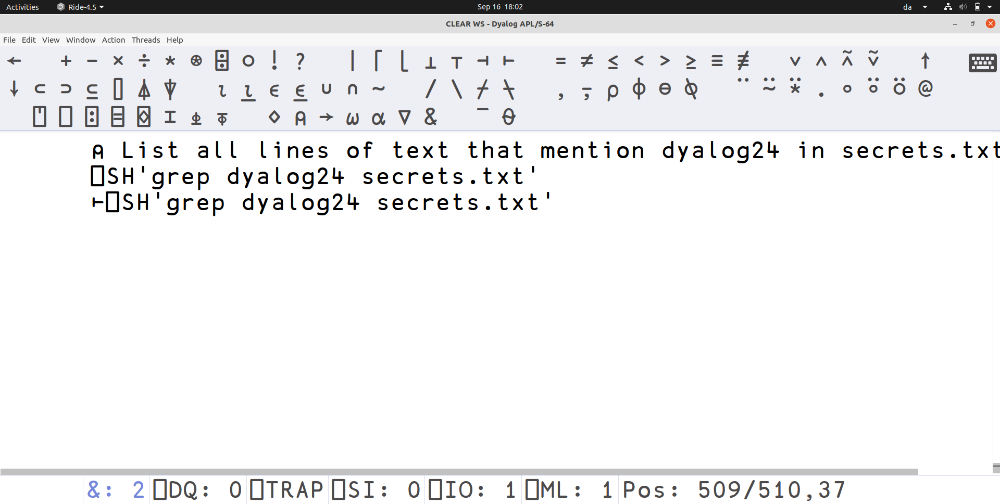 Activities Ride-4.5 Sep 16 18:02 da
CLEAR WS - Dyalog APL/S-64
File Edit View Window Action Threads Help
← + − × ÷ * ⍟ ⌹ ○ ! ? | ⌈ ⌊ ⊥ ⊤ ⊣ ⊢ = ≠ ≤ < > ≥ ≡ ≢ ∨ ∧ ⍲ ⍱ ↑
↓ ⊂ ⊃ ⊆ ⌷ ⍋ ⍒ ⍳ ⍸ ∊ ⍷ ∪ ∩ ~ / \ ⌿ ⍀ , ⍪ ⍴ ⌽ ⊖ ⍉ ¨ ⍨ ⍣ . ∘ ⍤ ⍥ @
⍞ ⎕ ⍠ ⌸ ⌺ ⌶ ⍎ ⍕ ⋄ ⍝ → ⍵ ⍺ ∇ & ¯ ⍬
⍝ List all lines of text that mention dyalog24 in secrets.txt
⎕SH'grep dyalog24 secrets.txt'
⊢⎕SH'grep dyalog24 secrets.txt'
&: 2 ⎕DQ: 0 ⎕TRAP ⎕SI: 0 ⎕IO: 1 ⎕ML: 1 Pos: 509/510,37